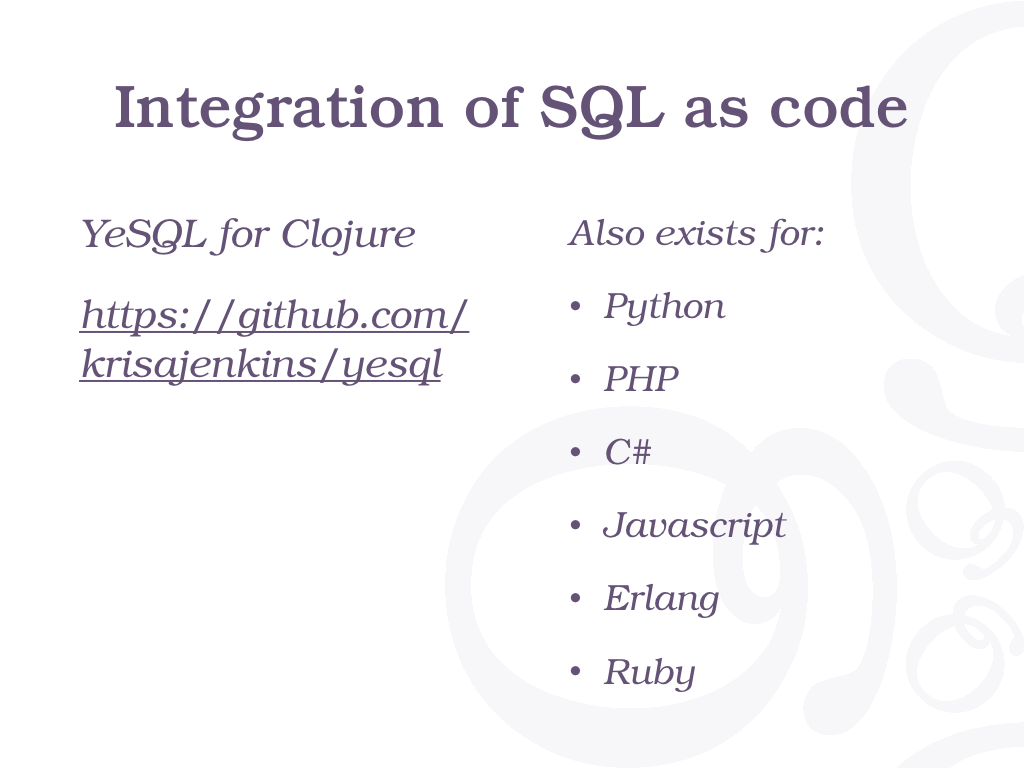 Integration of SQL as code
YeSQL for Clojure
https://github.com/
krisajenkins/yesql
Also exists for:
• Python
• PHP
• C#
• Javascript
• Erlang
• Ruby